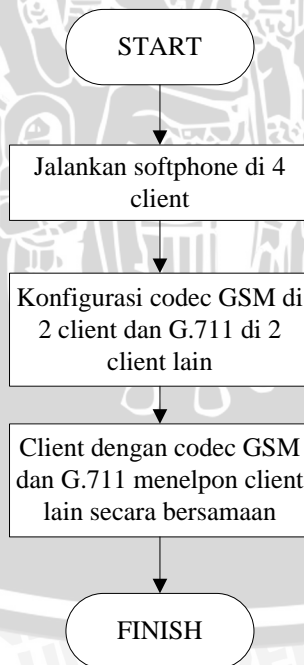 START
Jalankan softphone di 4
client
Konfigurasi codec GSM di
2 client dan G.711 di 2
client lain
Client dengan codec GSM
dan G.711 menelpon client
lain secara bersamaan
FINISH